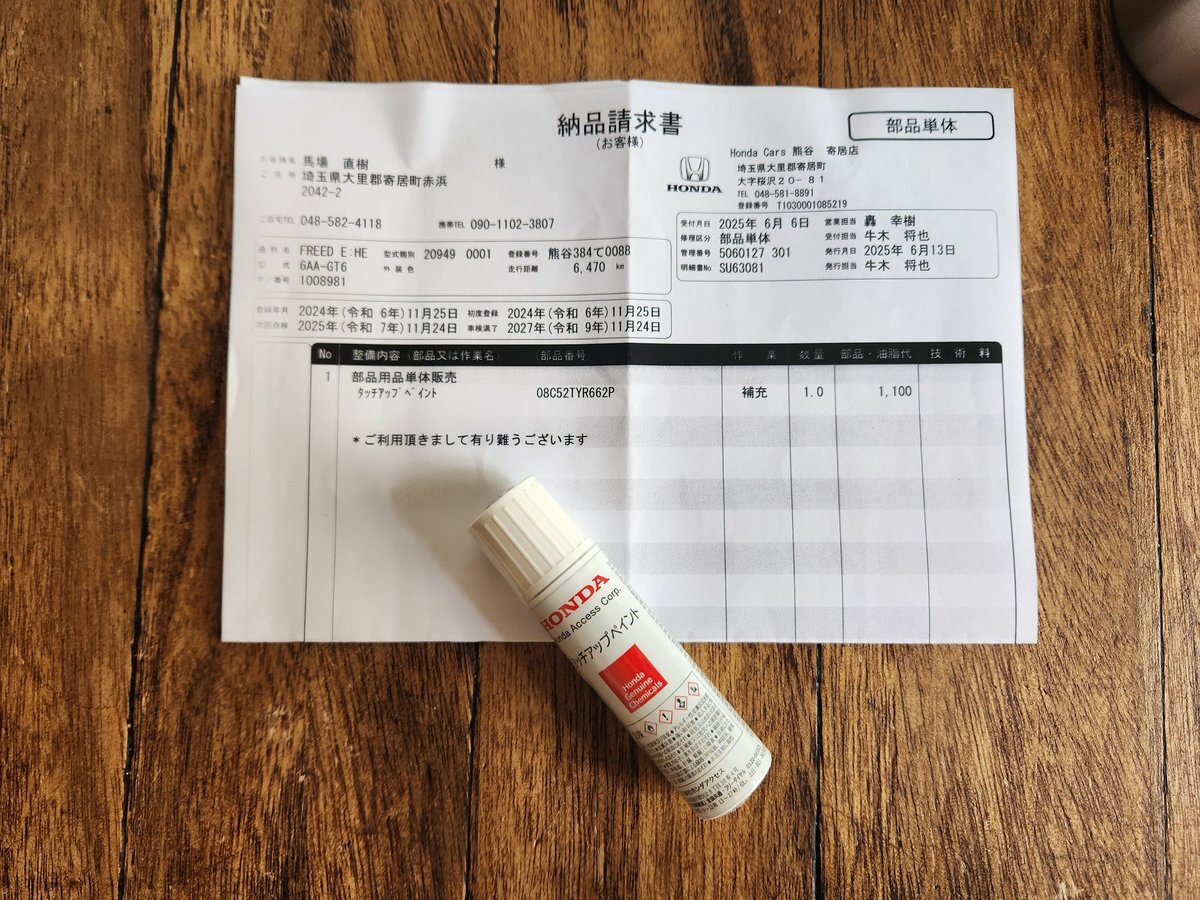 納品請求書
(お客様)
部品単体
お客様名 馬場 直樹 様
ご住所 埼玉県大里郡寄居町赤浜
2042-2
ご自宅TEL 048-582-4118 携帯TEL 090-1102-3807
HONDA
Honda Cars 熊谷 寄居店
埼玉県大里郡寄居町
大字桜沢20-81
TEL 048-581-8891
登録番号 T1030001085219
受付月日 2025年 6月 6日 営業担当 轟 幸樹
修理区分 部品単体 受付担当 牛木 将也
管理番号 5060127 301 発行月日 2025年 6月13日
明細書No SU63081 発行担当 牛木 将也
車名 FREED E:HE 型式類別 20949 0001 登録番号 熊谷384て0088
型式 6AA-GT6 外装色 走行距離 6,470 km
1008981
登録年月 2024年(令和 6年)11月25日 初度登録 2024年(令和 6年)11月25日
次回点検 2025年(令和 7年)11月24日 車検満了 2027年(令和 9年)11月24日
No 整備内容(部品又は作業名) (部品番号) 作業 数量 部品・油脂代 技術料
1 部品用品単体販売
ﾀｯﾁｱｯﾌﾟﾍﾟｲﾝﾄ 08C52TYR662P 補充 1.0 1,100
*ご利用頂きまして有り難うございます
HONDA
Honda Access Corp.
タッチアップペイント
Honda
Genuine
Chemicals